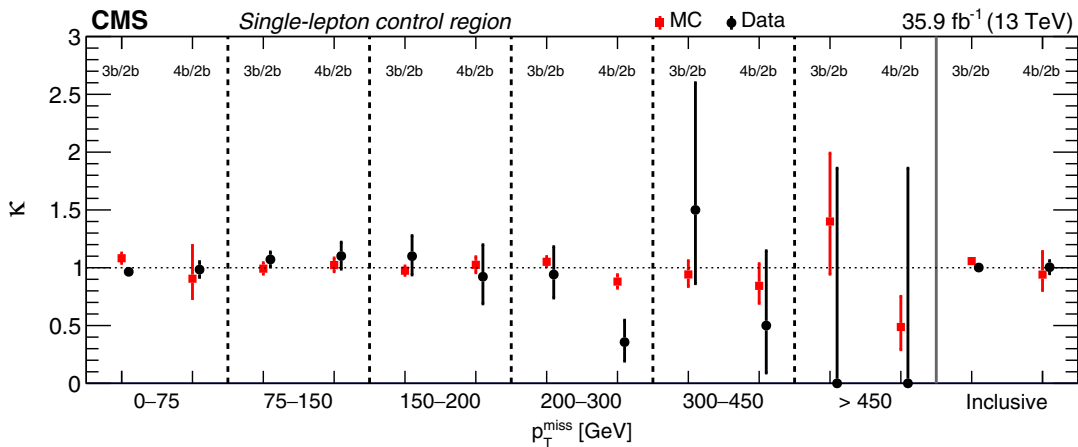 CMS Single-lepton control region MC Data 35.9 fb⁻¹ (13 TeV)
3b/2b 4b/2b 3b/2b 4b/2b 3b/2b 4b/2b 3b/2b 4b/2b 3b/2b 4b/2b 3b/2b 4b/2b 3b/2b 4b/2b
3
2.5
2
1.5
1
0.5
0
κ
0–75 75–150 150–200 200–300 300–450 > 450 Inclusive
p_T^miss [GeV]